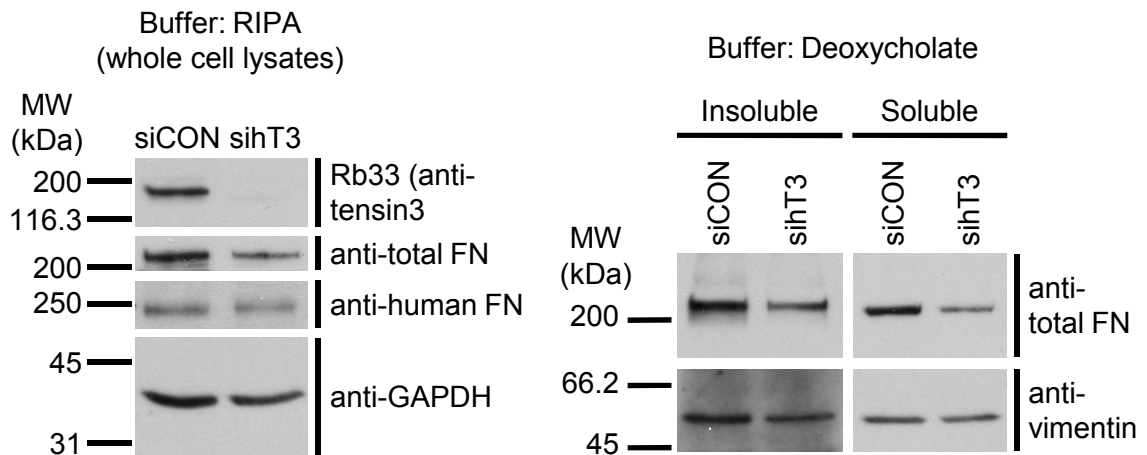 Buffer: RIPA
(whole cell lysates)
MW
(kDa)
siCON sihT3
200
116.3
Rb33 (anti-
tensin3
200
anti-total FN
250
anti-human FN
45
31
anti-GAPDH
Buffer: Deoxycholate
Insoluble Soluble
siCON sihT3 siCON sihT3
MW
(kDa)
200
anti-
total FN
66.2
45
anti-
vimentin